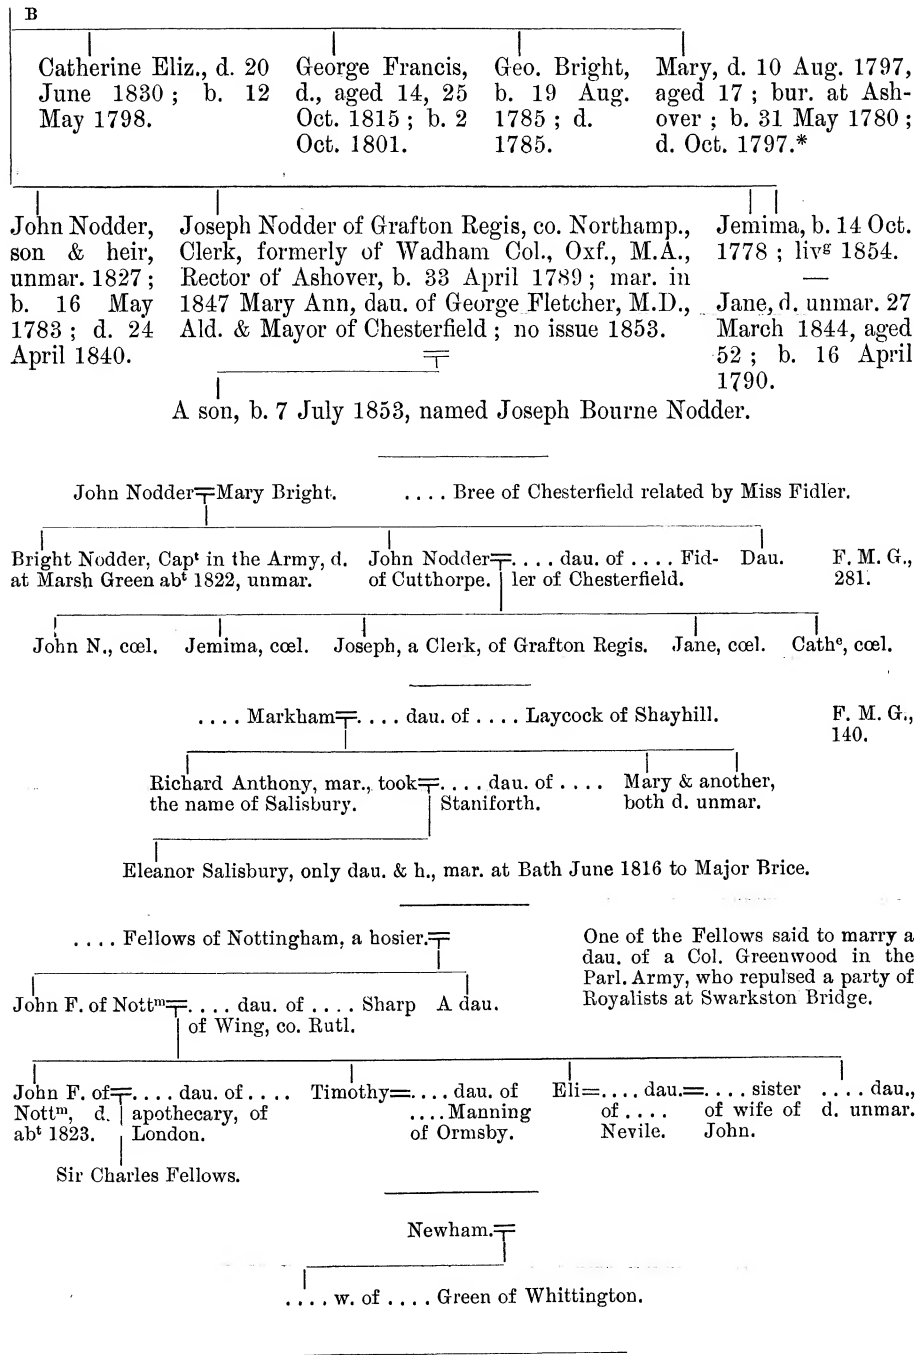 B
Catherine Eliz., d. 20
June 1830 ; b. 12
May 1798.
George Francis,
d., aged 14, 25
Oct. 1815 ; b. 2
Oct. 1801.
Geo. Bright,
b. 19 Aug.
1785 ; d.
1785.
Mary, d. 10 Aug. 1797,
aged 17 ; bur. at Ash-
over ; b. 31 May 1780 ;
d. Oct. 1797.*
John Nodder,
son & heir,
unmar. 1827 ;
b. 16 May
1783 ; d. 24
April 1840.
Joseph Nodder of Grafton Regis, co. Northamp.,
Clerk, formerly of Wadham Col., Oxf., M.A.,
Rector of Ashover, b. 33 April 1789 ; mar. in
1847 Mary Ann, dau. of George Fletcher, M.D.,
Ald. & Mayor of Chesterfield ; no issue 1853.
Jemima, b. 14 Oct.
1778 ; livᵍ 1854.
—
Jane, d. unmar. 27
March 1844, aged
52 ; b. 16 April
1790.
A son, b. 7 July 1853, named Joseph Bourne Nodder.
John Nodder=Mary Bright.
.... Bree of Chesterfield related by Miss Fidler.
Bright Nodder, Capᵗ in the Army, d.
at Marsh Green abᵗ 1822, unmar.
John Nodder=.... dau. of .... Fid-
of Cutthorpe. ler of Chesterfield.
Dau.
F. M. G.,
281.
John N., cœl. Jemima, cœl. Joseph, a Clerk, of Grafton Regis. Jane, cœl. Cathᵉ, cœl.
.... Markham=.... dau. of .... Laycock of Shayhill.
F. M. G.,
140.
Richard Anthony, mar., took=.... dau. of ....
the name of Salisbury. Staniforth.
Mary & another,
both d. unmar.
Eleanor Salisbury, only dau. & h., mar. at Bath June 1816 to Major Brice.
.... Fellows of Nottingham, a hosier.=
One of the Fellows said to marry a
dau. of a Col. Greenwood in the
Parl. Army, who repulsed a party of
Royalists at Swarkston Bridge.
John F. of Nottᵐ=.... dau. of .... Sharp
of Wing, co. Rutl.
A dau.
John F. of=.... dau. of ....
Nottᵐ, d. apothecary, of
abᵗ 1823. London.
Timothy=.... dau. of
.... Manning
of Ormsby.
Eli=.... dau.=.... sister
of .... of wife of
Nevile. John.
.... dau.,
d. unmar.
Sir Charles Fellows.
Newham.=
.... w. of .... Green of Whittington.